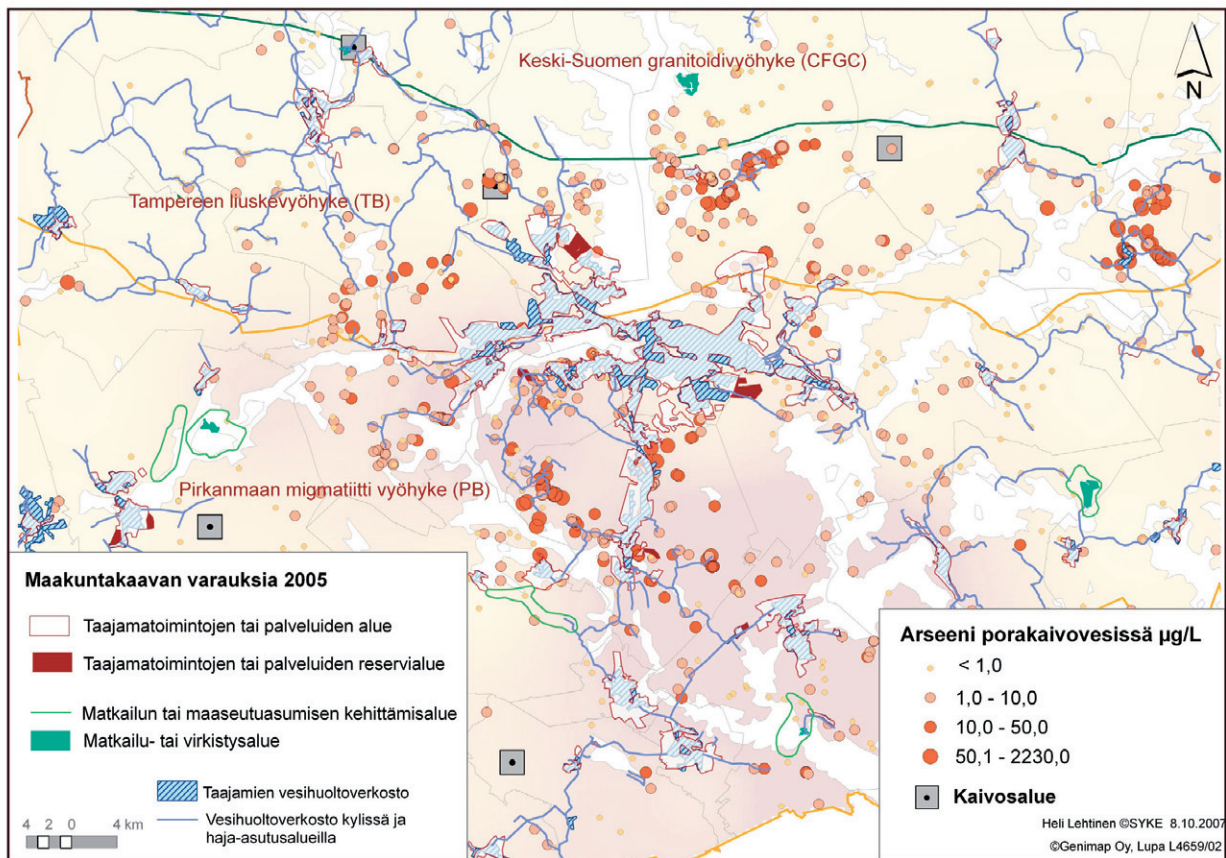 Keski-Suomen granitoidivyöhyke (CFGC)
N
Tampereen liuskevyöhyke (TB)
Pirkanmaan migmatiitti vyöhyke (PB)
Maakuntakaavan varauksia 2005
Taajamatoimintojen tai palveluiden alue
Taajamatoimintojen tai palveluiden reservialue
Matkailun tai maaseutuasumisen kehittämisalue
Matkailu- tai virkistysalue
Taajamien vesihuoltoverkosto
Vesihuoltoverkosto kylissä ja
haja-asutusalueilla
4 2 0 4 km
Arseeni porakaivovesissä µg/L
< 1,0
1,0 - 10,0
10,0 - 50,0
50,1 - 2230,0
Kaivosalue
Heli Lehtinen ©SYKE 8.10.2007
©Genimap Oy, Lupa L4659/02